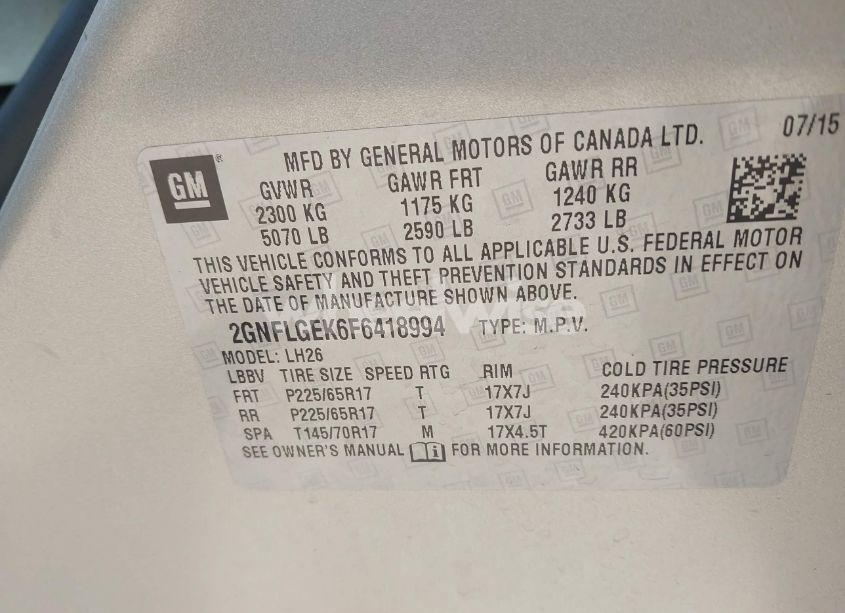 07/15
GM
MFD BY GENERAL MOTORS OF CANADA LTD.
GVWR GAWR FRT GAWR RR
2300 KG 1175 KG 1240 KG
5070 LB 2590 LB 2733 LB
THIS VEHICLE CONFORMS TO ALL APPLICABLE U.S. FEDERAL MOTOR
VEHICLE SAFETY AND THEFT PREVENTION STANDARDS IN EFFECT ON
THE DATE OF MANUFACTURE SHOWN ABOVE.
2GNFLGEK6F6418994 TYPE: M.P.V.
MODEL: LH26
LBBV TIRE SIZE SPEED RTG RIM COLD TIRE PRESSURE
FRT P225/65R17 T 17X7J 240KPA(35PSI)
RR P225/65R17 T 17X7J 240KPA(35PSI)
SPA T145/70R17 M 17X4.5T 420KPA(60PSI)
SEE OWNER'S MANUAL i FOR MORE INFORMATION.